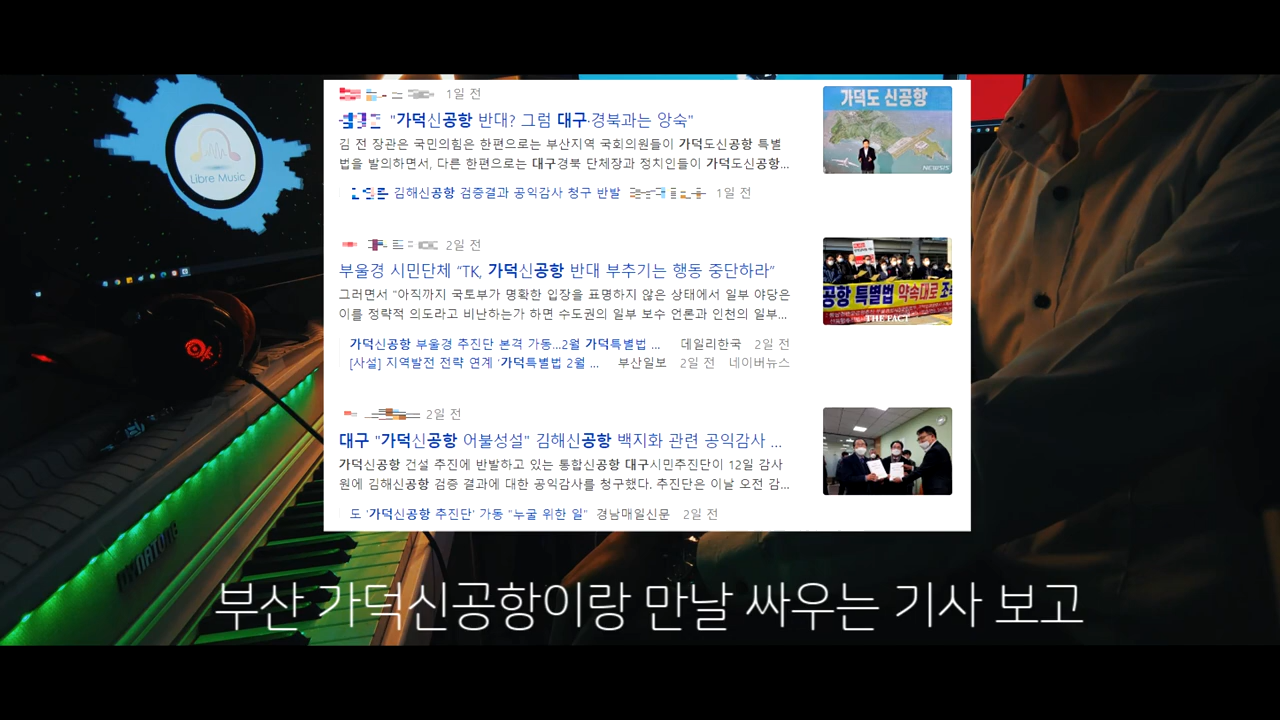 Libre Music
1일 전
"가덕신공항 반대? 그럼 대구·경북과는 앙숙"
김 전 장관은 국민의힘은 한편으로는 부산지역 국회의원들이 가덕도신공항 특별
법을 발의하면서, 다른 한편으로는 대구경북 단체장과 정치인들이 가덕도신공항...
김해신공항 검증결과 공익감사 청구 반발 1일 전
가덕도 신공항
NEWSIS
2일 전
부울경 시민단체 “TK, 가덕신공항 반대 부추기는 행동 중단하라”
그러면서 “아직까지 국토부가 명확한 입장을 표명하지 않은 상태에서 일부 야당은
이를 정략적 의도라고 비난하는가 하면 수도권의 일부 보수 언론과 인천의 일부...
가덕신공항 부울경 추진단 본격 가동...2월 가덕특별법 ... 데일리한국 2일 전
[사설] 지역발전 전략 연계 '가덕특별법 2월 ... 부산일보 2일 전 네이버뉴스
공항 특별법 약속대로
THE FACT
2일 전
대구 "가덕신공항 어불성설" 김해신공항 백지화 관련 공익감사 ...
가덕신공항 건설 추진에 반발하고 있는 통합신공항 대구시민추진단이 12일 감사
원에 김해신공항 검증 결과에 대한 공익감사를 청구했다. 추진단은 이날 오전 감...
도 '가덕신공항 추진단' 가동 "누굴 위한 일" 경남매일신문 2일 전
부산 가덕신공항이랑 만날 싸우는 기사 보고